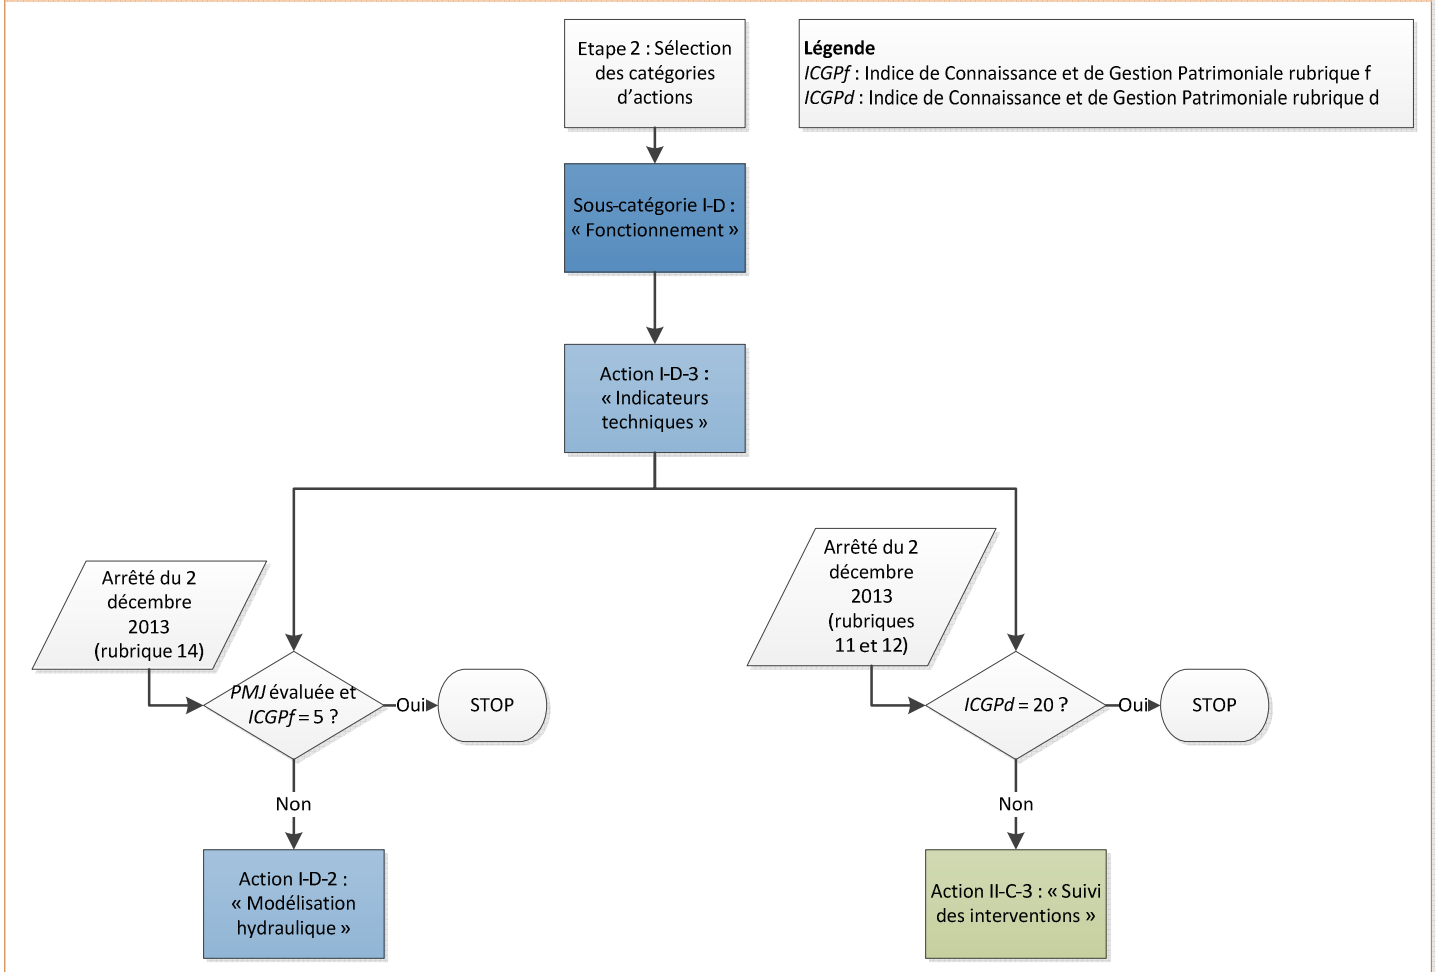 Etape 2 : Sélection
des catégories
d’actions
Légende
ICGPf : Indice de Connaissance et de Gestion Patrimoniale rubrique f
ICGPd : Indice de Connaissance et de Gestion Patrimoniale rubrique d
Sous-catégorie I-D :
« Fonctionnement »
Action I-D-3 :
« Indicateurs
techniques »
Arrêté du 2
décembre
2013
(rubrique 14)
PMJ évaluée et
ICGPf = 5 ?
Oui
STOP
Non
Action I-D-2 :
« Modélisation
hydraulique »
Arrêté du 2
décembre
2013
(rubriques
11 et 12)
ICGPd = 20 ?
Oui
STOP
Non
Action II-C-3 : « Suivi
des interventions »